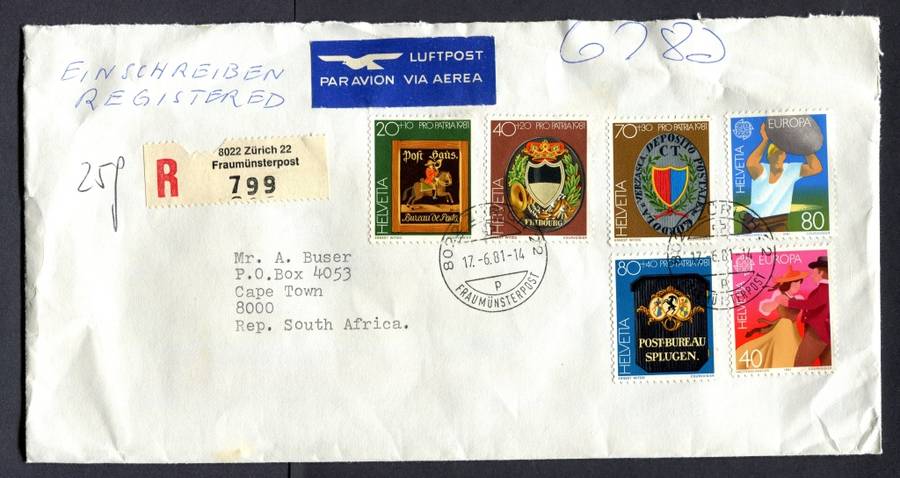 EINSCHREIBEN
REGISTERED
LUFTPOST
PAR AVION VIA AEREA
6782
25g
R
8022 Zürich 22
Fraumünsterpost
799
20+10 PRO PATRIA 1981
HELVETIA
Post Haus.
Bureau de Poste
40+20 PRO PATRIA 1981
HELVETIA
FRIBOURG
70+30 PRO PATRIA 1981
HELVETIA
C T
EUROPA
HELVETIA
80
80+40 PRO PATRIA 1981
HELVETIA
POST-BUREAU
SPLUGEN.
EUROPA
HELVETIA
40
17.-6.81-14
P
FRAUMÜNSTERPOST
Mr. A. Buser
P.O.Box 4053
Cape Town
8000
Rep. South Africa.